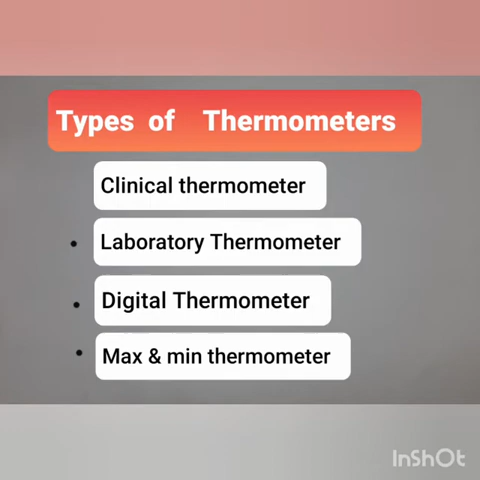 Types of Thermometers
Clinical thermometer
• Laboratory Thermometer
• Digital Thermometer
• Max & min thermometer
InShOt